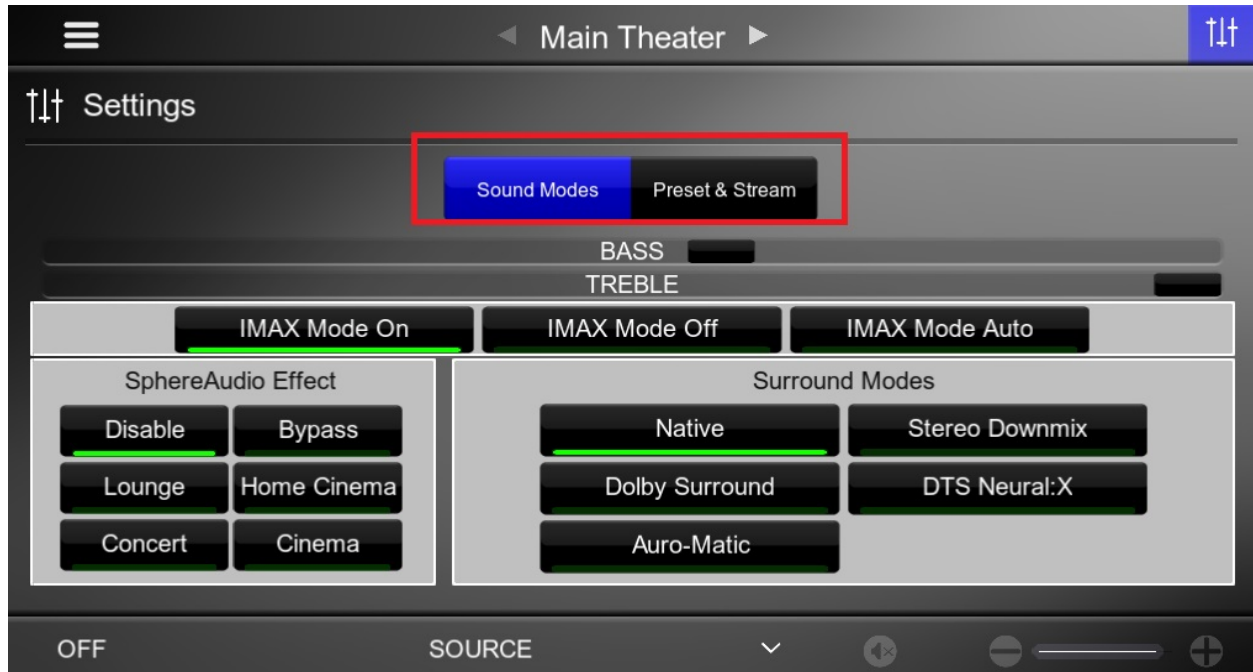 Main Theater
Settings
Sound Modes Preset & Stream
BASS
TREBLE
IMAX Mode On IMAX Mode Off IMAX Mode Auto
SphereAudio Effect
Disable Bypass
Lounge Home Cinema
Concert Cinema
Surround Modes
Native Stereo Downmix
Dolby Surround DTS Neural:X
Auro-Matic
OFF SOURCE